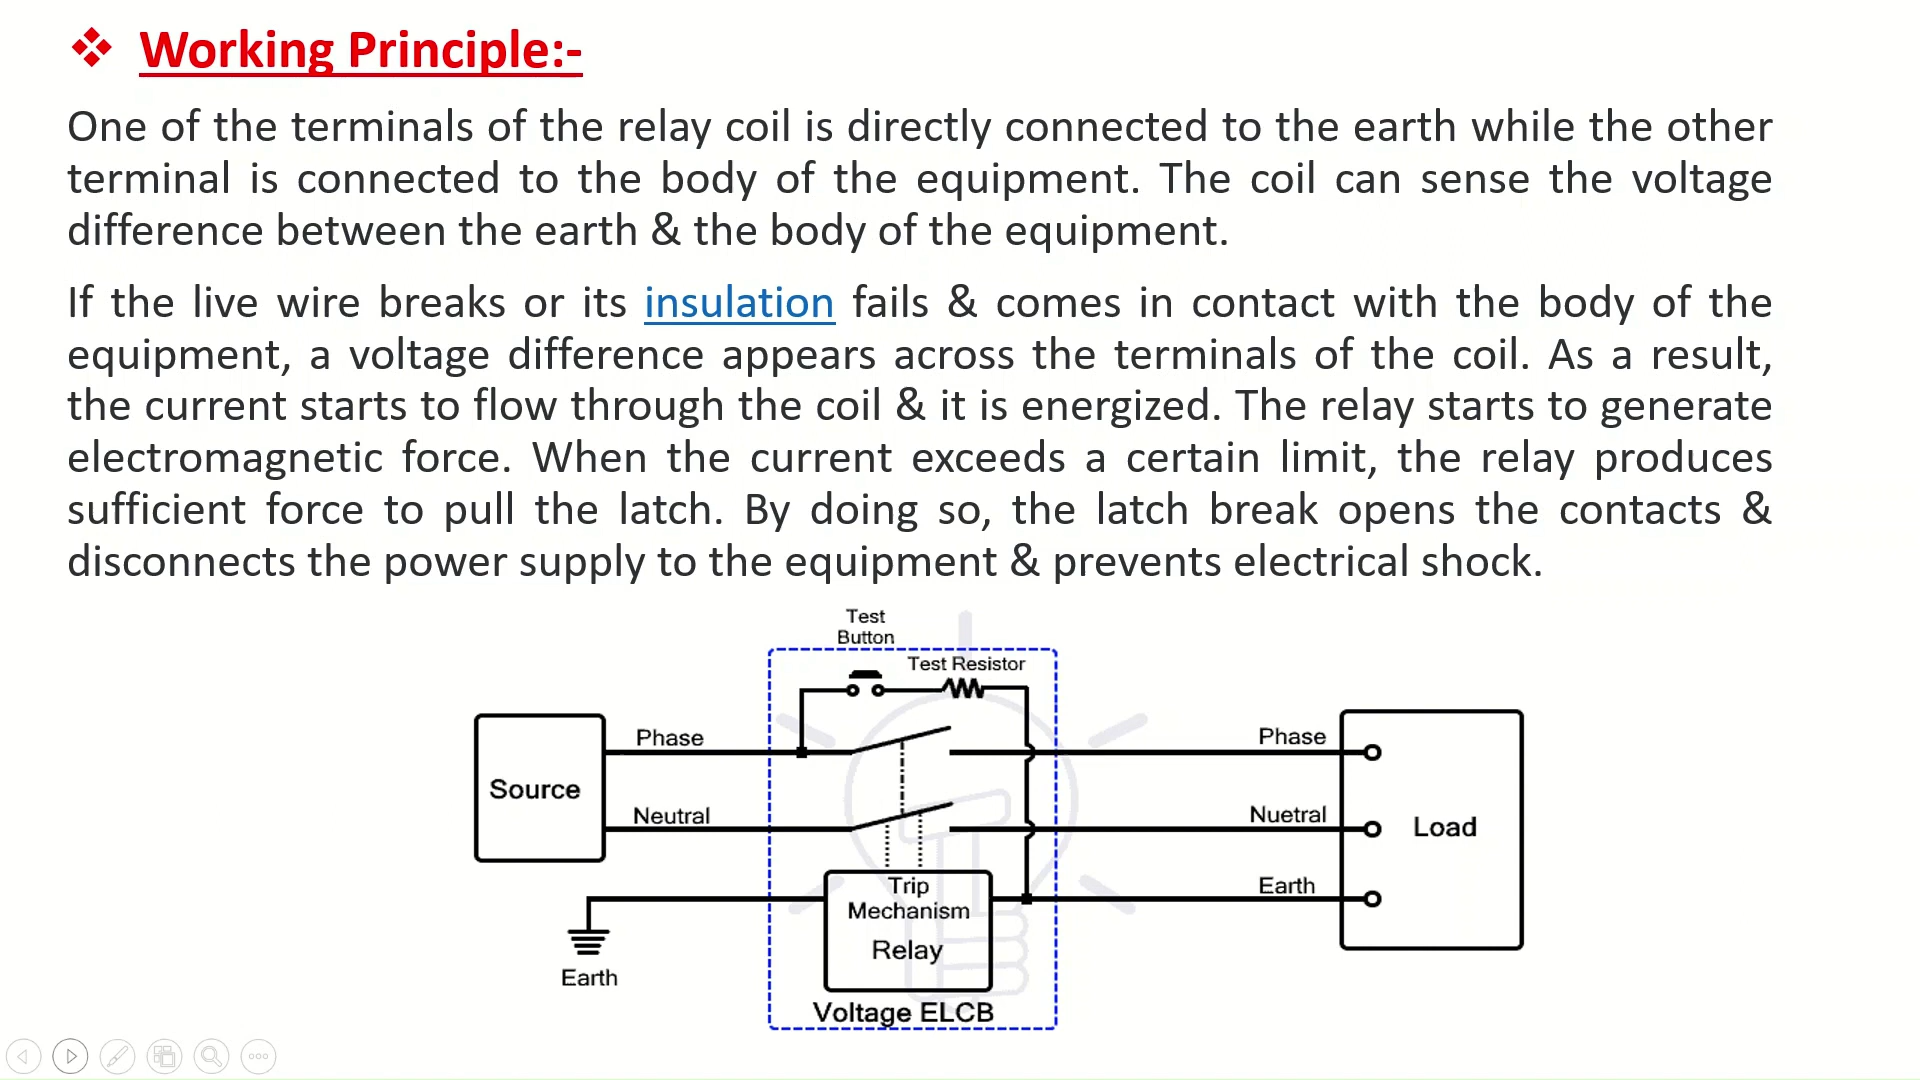 Working Principle:-
One of the terminals of the relay coil is directly connected to the earth while the other
terminal is connected to the body of the equipment. The coil can sense the voltage
difference between the earth & the body of the equipment.
If the live wire breaks or its insulation fails & comes in contact with the body of the
equipment, a voltage difference appears across the terminals of the coil. As a result,
the current starts to flow through the coil & it is energized. The relay starts to generate
electromagnetic force. When the current exceeds a certain limit, the relay produces
sufficient force to pull the latch. By doing so, the latch break opens the contacts &
disconnects the power supply to the equipment & prevents electrical shock.
Test
Button
Test Resistor
Phase
Phase
Source
Neutral
Nuetral
Load
Trip
Mechanism
Relay
Earth
Earth
Voltage ELCB